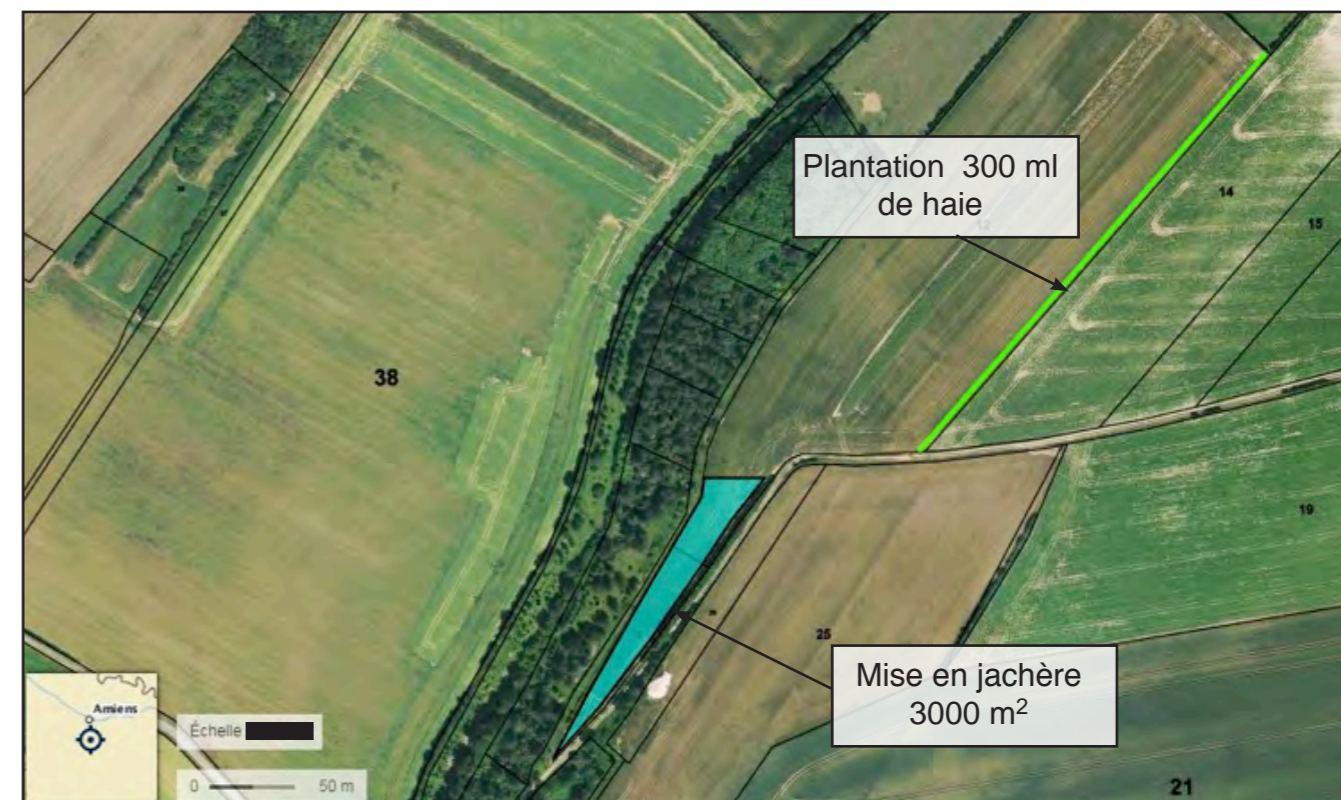 Plantation 300 ml
de haie
14
15
38
19
25
Mise en jachère
3000 m²
Amiens
Échelle
0 50 m
21